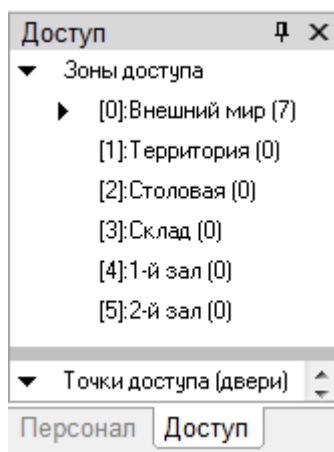 Доступ
Зоны доступа
[0]:Внешний мир (7)
[1]:Территория (0)
[2]:Столовая (0)
[3]:Склад (0)
[4]:1-й зал (0)
[5]:2-й зал (0)
Точки доступа (двери)
Персонал Доступ